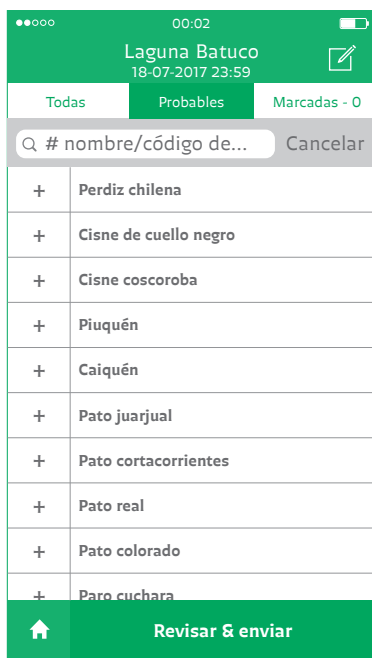 00:02
Laguna Batuco
18-07-2017 23:59
Todas Probables Marcadas - 0
# nombre/código de... Cancelar
+ Perdiz chilena
+ Cisne de cuello negro
+ Cisne coscoroba
+ Piuquén
+ Caiquén
+ Pato juarjual
+ Pato cortacorrientes
+ Pato real
+ Pato colorado
+ Paro cuchara
Revisar & enviar